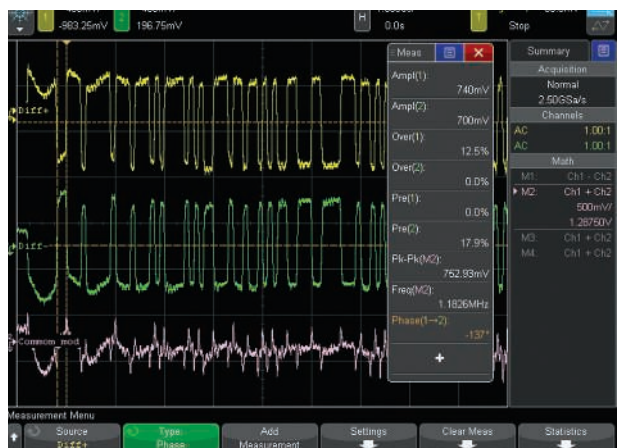 1 -983.25mV 2 196.75mV H 0.0s T Stop
Meas
Ampl(1):
740mV
Ampl(2):
700mV
Over(1):
12.5%
Over(2):
0.0%
Pre(1):
0.0%
Pre(2):
17.9%
Pk-Pk(M2):
752.93mV
Freq(M2):
1.1826MHz
Phase(1→2):
-137°
+
Summary
Acquisition
Normal
2.50GSa/s
Channels
AC 1.00:1
AC 1.00:1
Math
M1: Ch1 - Ch2
M2: Ch1 + Ch2
500mV/
1.28750V
M3: Ch1 + Ch2
M4: Ch1 + Ch2
Diff+
Diff-
Commom mod
Measurement Menu
Source
Diff+
Type:
Phase
Add
Measurement
Settings
Clear Meas
Statistics